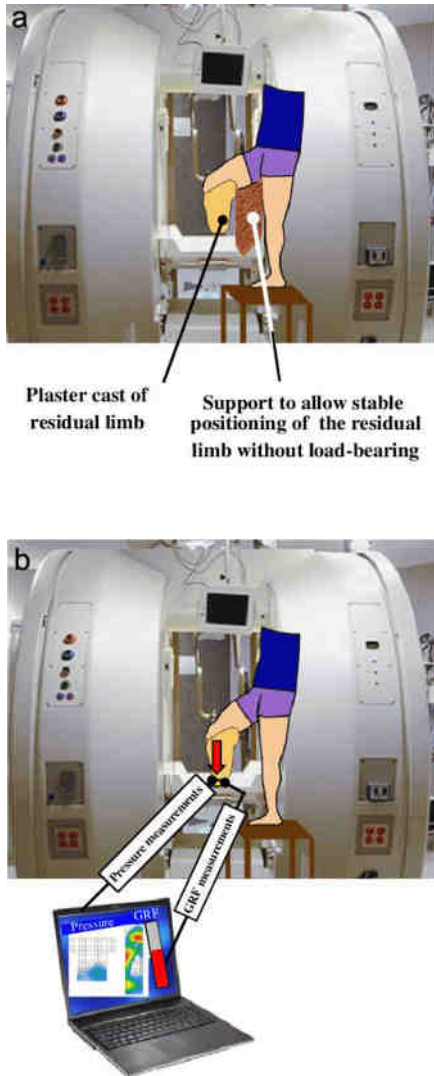 a
Plaster cast of
residual limb
Support to allow stable
positioning of the residual
limb without load-bearing
b
Pressure measurements
GRF measurements
Pressure
GRF